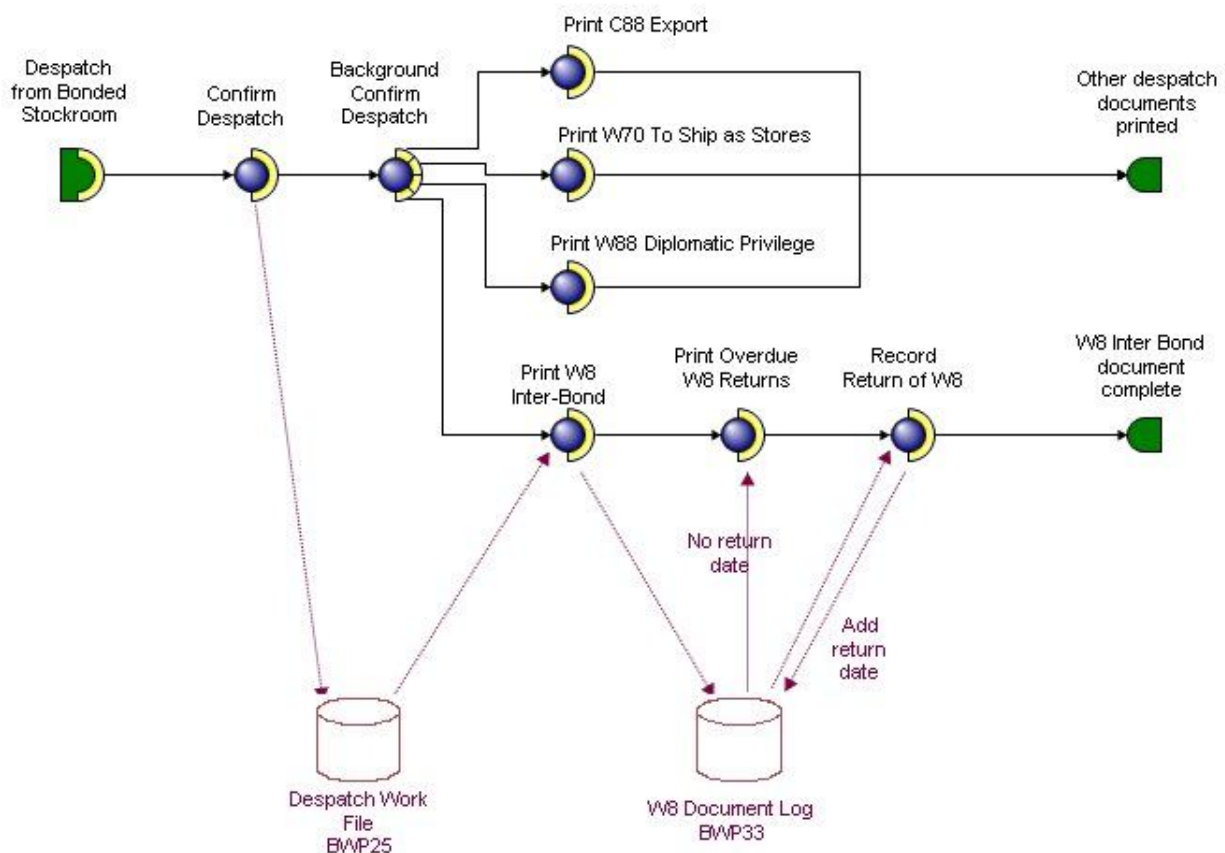 Print C88 Export
Despatch
from Bonded
Stockroom
Confirm
Despatch
Background
Confirm
Despatch
Other despatch
documents
printed
Print W70 To Ship as Stores
Print W88 Diplomatic Privilege
Print W8
Inter-Bond
Print Overdue
W8 Returns
Record
Return of W8
W8 Inter Bond
document
complete
No return
date
Add
return
date
Despatch Work
File
BWP25
W8 Document Log
BWP33